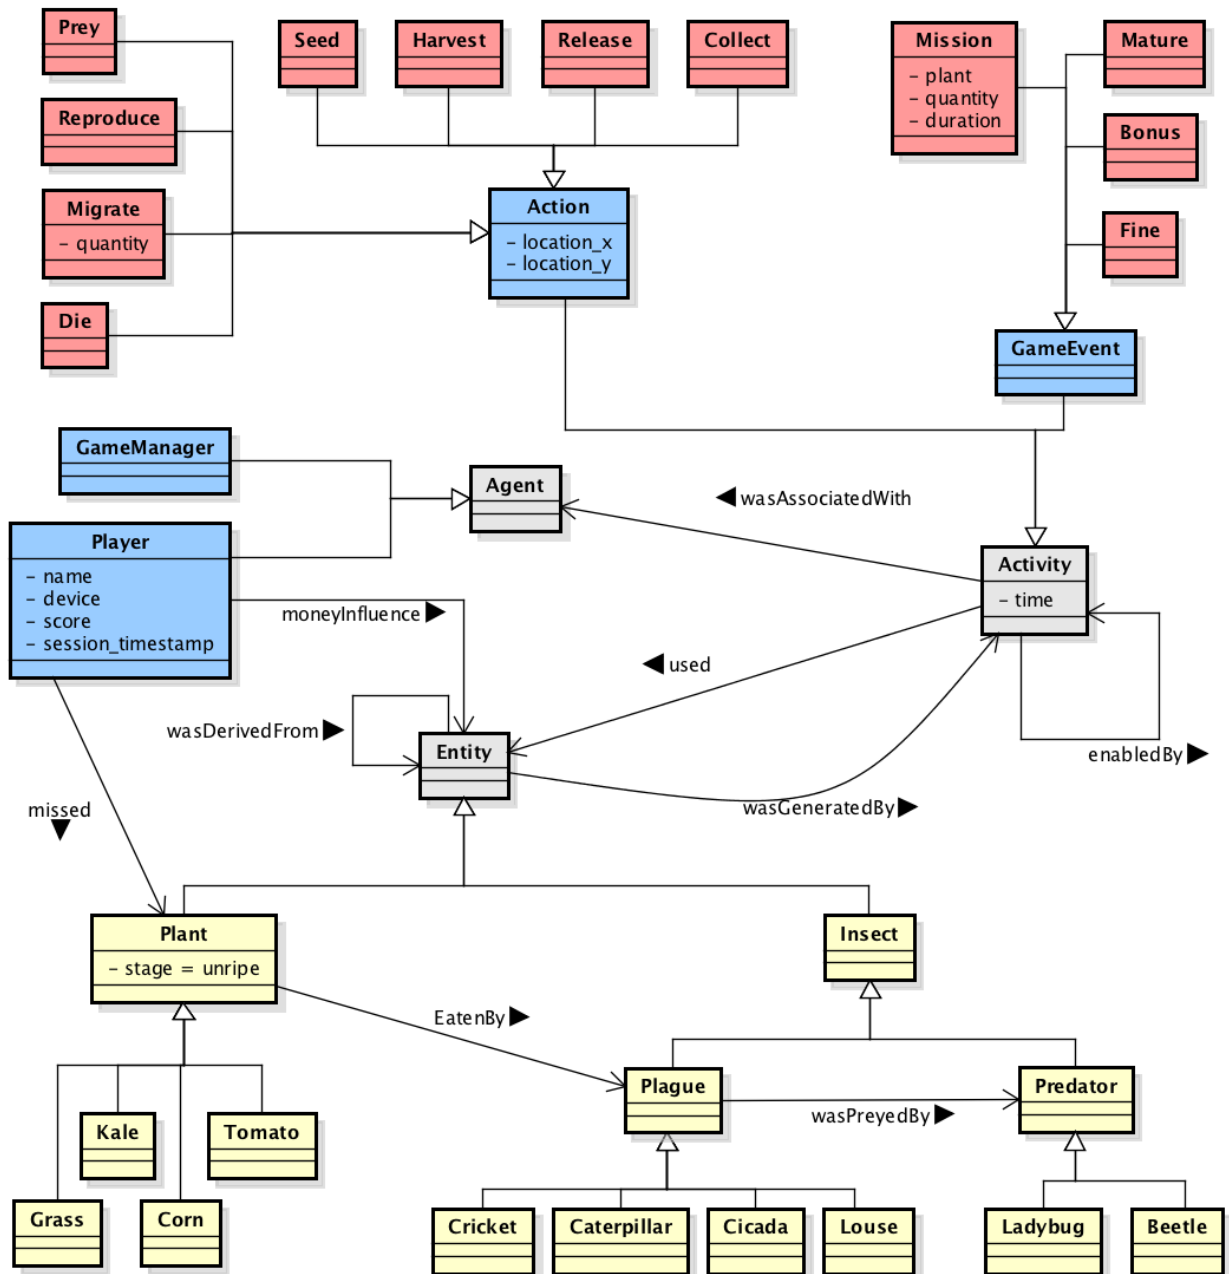 Prey
Seed
Harvest
Release
Collect
Mission
- plant
- quantity
- duration
Mature
Reproduce
Bonus
Migrate
- quantity
Action
- location_x
- location_y
Fine
Die
GameEvent
GameManager
Agent
wasAssociatedWith
Player
- name
- device
- score
- session_timestamp
moneyInfluence
Activity
- time
used
wasDerivedFrom
Entity
enabledBy
missed
wasGeneratedBy
Plant
- stage = unripe
Insect
EatenBy
Plague
Predator
wasPreyedBy
Kale
Tomato
Grass
Corn
Cricket
Caterpillar
Cicada
Louse
Ladybug
Beetle